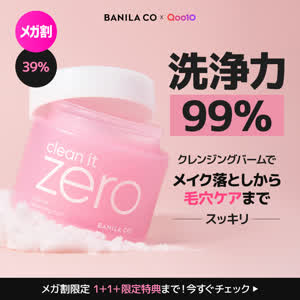 BANILA CO × Qoo10
メガ割
39%
洗浄力
99%
クレンジングバームで
メイク落としから
毛穴ケアまで
スッキリ
clean it
zero
BANILA CO
メガ割限定 1+1+限定特典まで！今すぐチェック ▶